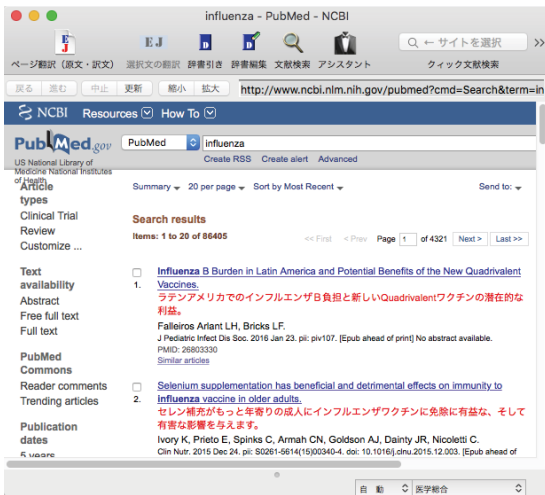 influenza - PubMed - NCBI
E J
E J
D
D
← サイトを選択
ページ翻訳（原文・訳文） 選択文の翻訳 辞書引き 辞書編集 文献検索 アシスタント クィック文献検索
戻る 進む 中止 更新 縮小 拡大 http://www.ncbi.nlm.nih.gov/pubmed?cmd=Search&term=in
NCBI Resources How To
PubMed.gov PubMed influenza
Create RSS Create alert Advanced
US National Library of
Medicine National Institutes
of Health
Article
types
Clinical Trial
Review
Customize ...
Text
availability
Abstract
Free full text
Full text
PubMed
Commons
Reader comments
Trending articles
Publication
dates
5 years
Summary 20 per page Sort by Most Recent Send to:
Search results
Items: 1 to 20 of 86405 << First < Prev Page 1 of 4321 Next > Last >>
1. Influenza B Burden in Latin America and Potential Benefits of the New Quadrivalent
Vaccines.
ラテンアメリカでのインフルエンザＢ負担と新しいQuadrivalentワクチンの潜在的な
利益。
Falleiros Arlant LH, Bricks LF.
J Pediatric Infect Dis Soc. 2016 Jan 23. pii: piv107. [Epub ahead of print] No abstract available.
PMID: 26803330
Similar articles
2. Selenium supplementation has beneficial and detrimental effects on immunity to
influenza vaccine in older adults.
セレン補充がもっと年寄りの成人にインフルエンザワクチンに免除に有益な、そして
有害な影響を与えます。
Ivory K, Prieto E, Spinks C, Armah CN, Goldson AJ, Dainty JR, Nicoletti C.
Clin Nutr. 2015 Dec 24. pii: S0261-5614(15)00340-4. doi: 10.1016/j.clnu.2015.12.003. [Epub ahead of
自 動 医学総合